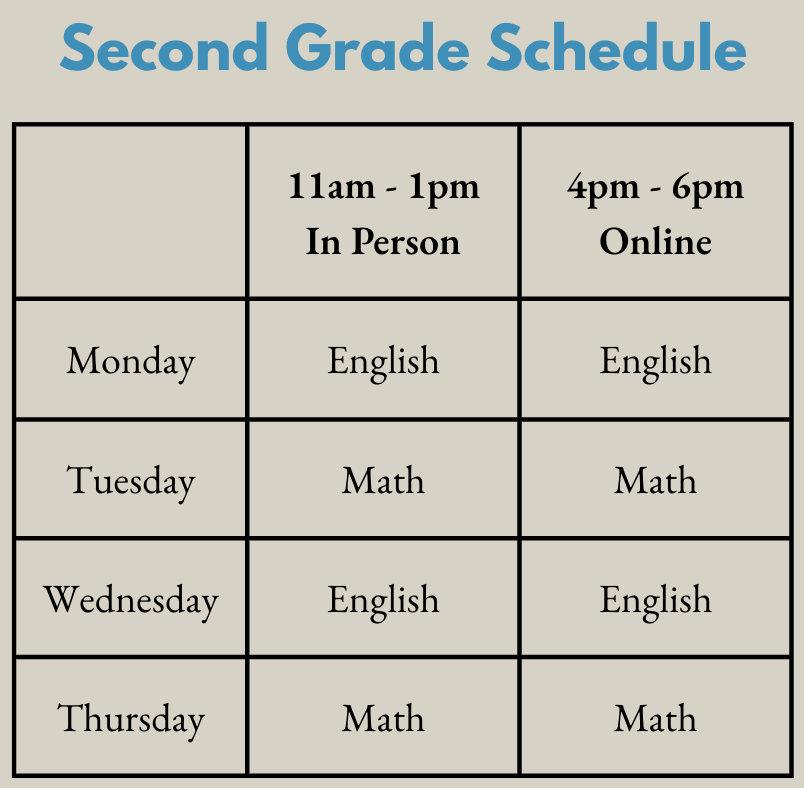 Second Grade Schedule
11am - 1pm
In Person
4pm - 6pm
Online
Monday
English
English
Tuesday
Math
Math
Wednesday
English
English
Thursday
Math
Math